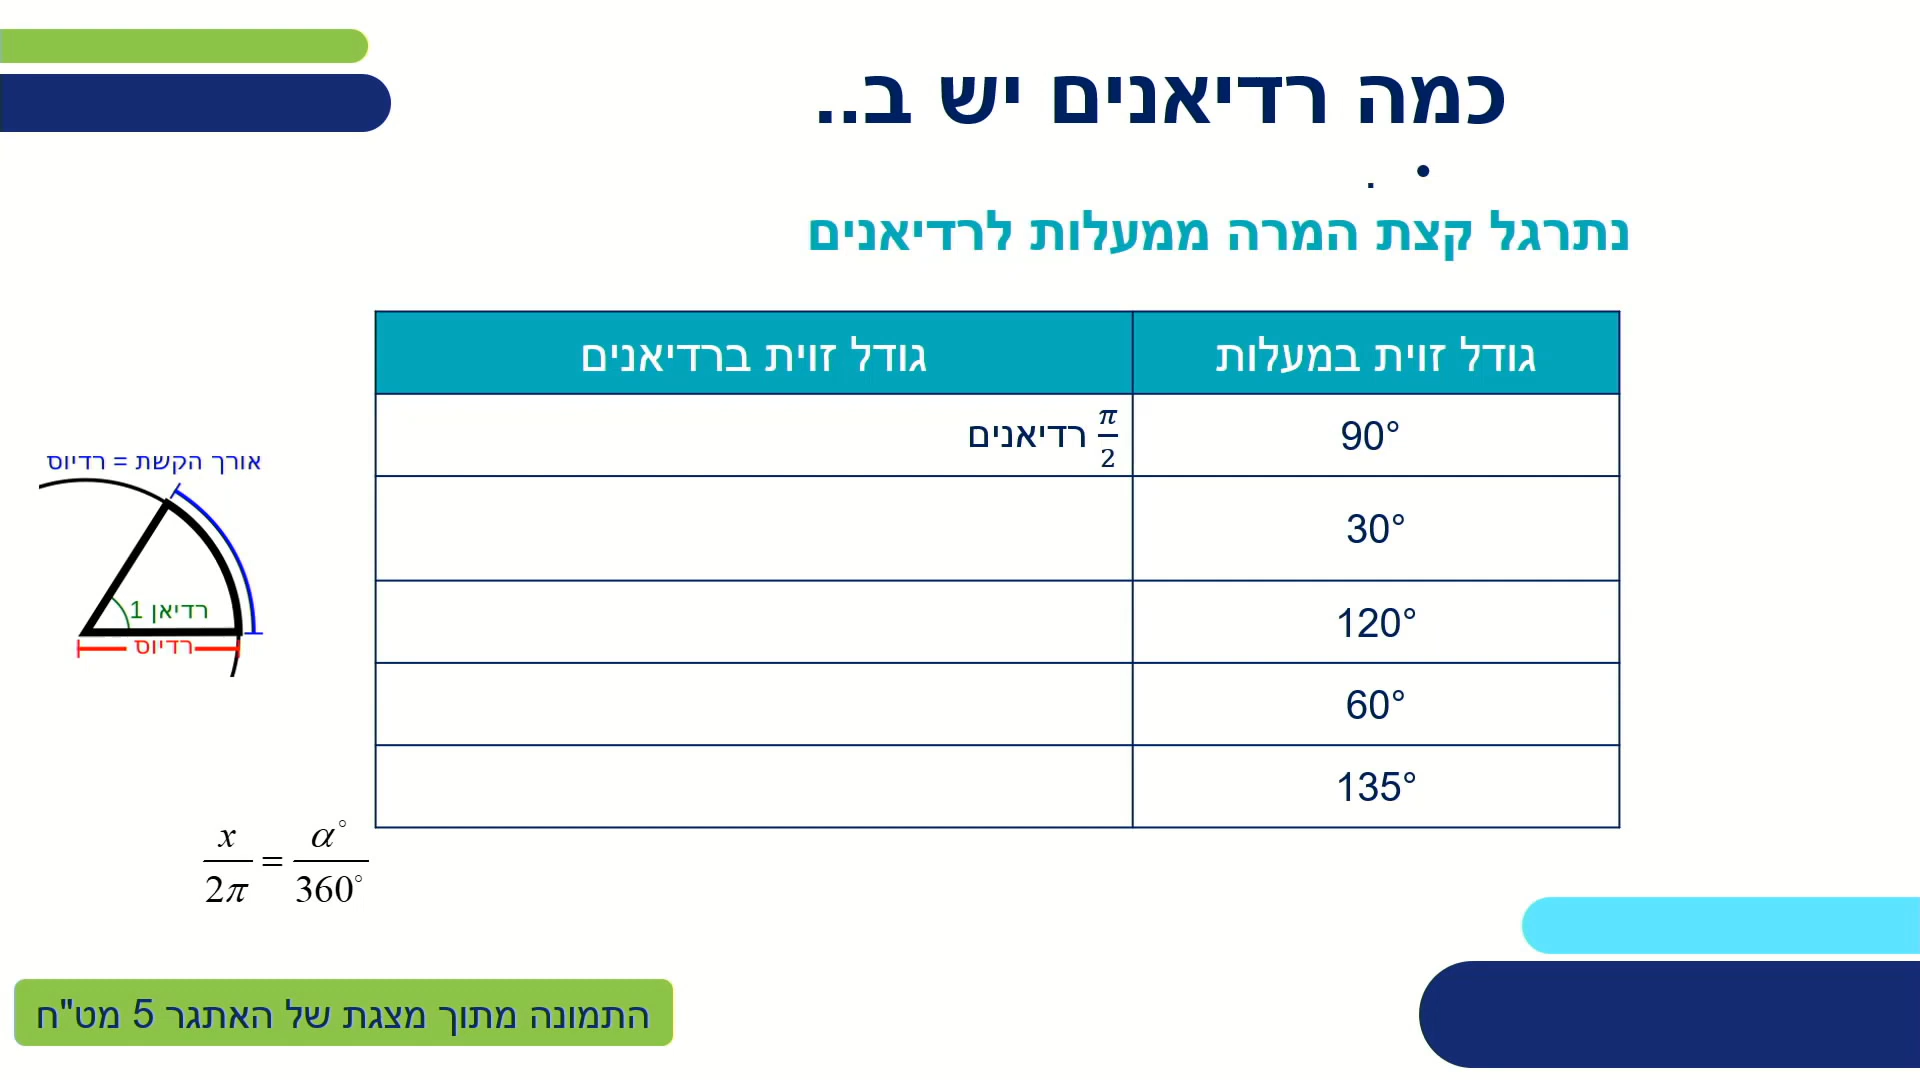 כמה רדיאנים יש ב..
• .
נתרגל קצת המרה ממעלות לרדיאנים
גודל זוית במעלות גודל זוית ברדיאנים
90° π/2 רדיאנים
30°
120°
60°
135°
אורך הקשת = רדיוס
1 רדיאן
רדיוס
x/2π = α°/360°
התמונה מתוך מצגת של האתגר 5 מט"ח